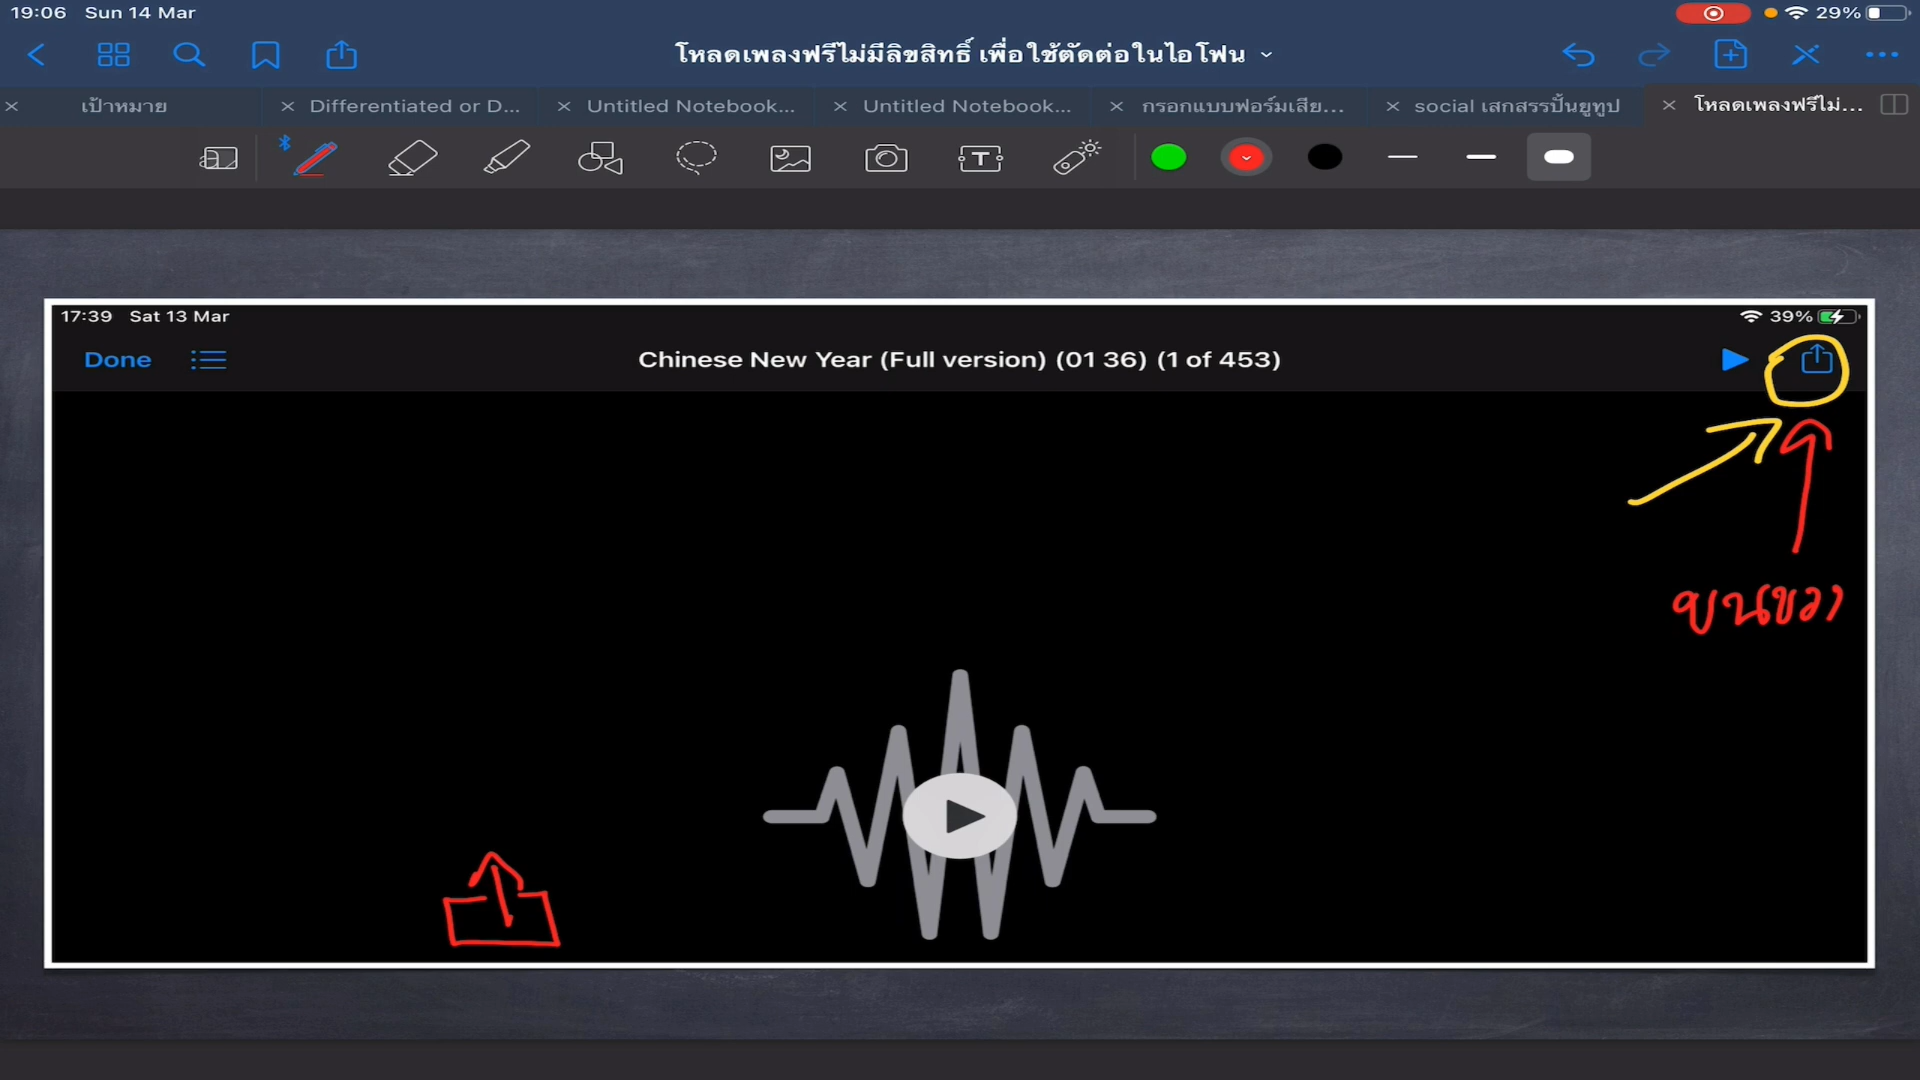 19:06 Sun 14 Mar
29%
โหลดเพลงฟรีไม่มีลิขสิทธิ์ เพื่อใช้ตัดต่อในไอโฟน
เป้าหมาย
Differentiated or D...
Untitled Notebook...
Untitled Notebook...
กรอกแบบฟอร์มเสีย...
social เสกสรรปั้นยูทูป
โหลดเพลงฟรีไม่...
T
17:39 Sat 13 Mar
39%
Done
Chinese New Year (Full version) (01 36) (1 of 453)
บนขวา